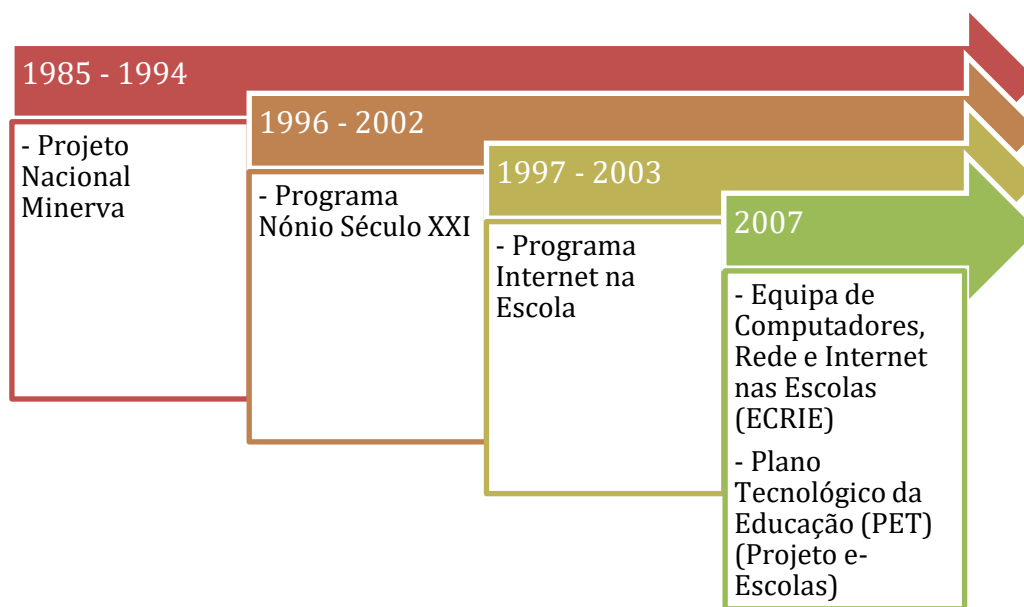 1985 - 1994
- Projeto
Nacional
Minerva
1996 - 2002
- Programa
Nónio Século XXI
1997 - 2003
- Programa
Internet na
Escola
2007
- Equipa de
Computadores,
Rede e Internet
nas Escolas
(ECRIE)
- Plano
Tecnológico da
Educação (PET)
(Projeto e-
Escolas)